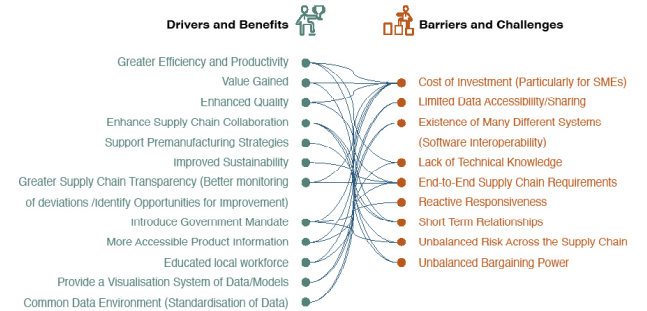 Drivers and Benefits
Barriers and Challenges
Greater Efficiency and Productivity
Value Gained
Enhanced Quality
Enhance Supply Chain Collaboration
Support Premanufacturing Strategies
Improved Sustainability
Greater Supply Chain Transparency (Better monitoring
of deviations /Identify Opportunities for Improvement)
Introduce Government Mandate
More Accessible Product Information
Educated local workforce
Provide a Visualisation System of Data/Models
Common Data Environment (Standardisation of Data)
Cost of Investment (Particularly for SMEs)
Limited Data Accessibility/Sharing
Existence of Many Different Systems
(Software Interoperability)
Lack of Technical Knowledge
End-to-End Supply Chain Requirements
Reactive Responsiveness
Short Term Relationships
Unbalanced Risk Across the Supply Chain
Unbalanced Bargaining Power